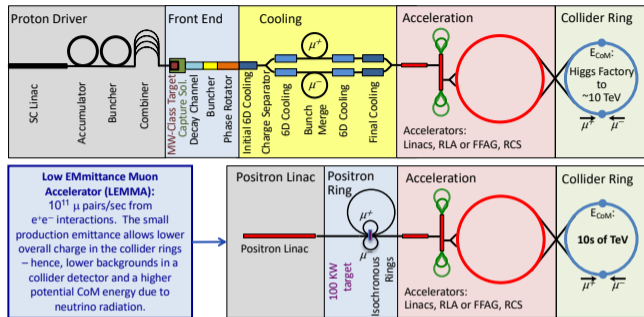 Proton Driver
Front End
Cooling
Acceleration
Collider Ring
SC Linac
Accumulator
Buncher
Combiner
MW-Class Target
Capture Sol.
Decay Channel
Buncher
Phase Rotator
Initial 6D Cooling
Charge Separator
6D Cooling
Bunch
Merge
6D Cooling
Final Cooling
μ⁺
μ⁻
Accelerators:
Linacs, RLA or FFAG, RCS
E_CoM:
Higgs Factory
to
~10 TeV
μ⁺ μ⁻
Low EMmittance Muon
Accelerator (LEMMA):
10¹¹ μ pairs/sec from
e⁺e⁻ interactions. The small
production emittance allows lower
overall charge in the collider rings
– hence, lower backgrounds in a
collider detector and a higher
potential CoM energy due to
neutrino radiation.
Positron Linac
Positron
Ring
Acceleration
Collider Ring
Positron Linac
μ⁺
μ⁻
100 KW
target
Isochronous
Rings
Accelerators:
Linacs, RLA or FFAG, RCS
E_CoM:
10s of TeV
μ⁺ μ⁻